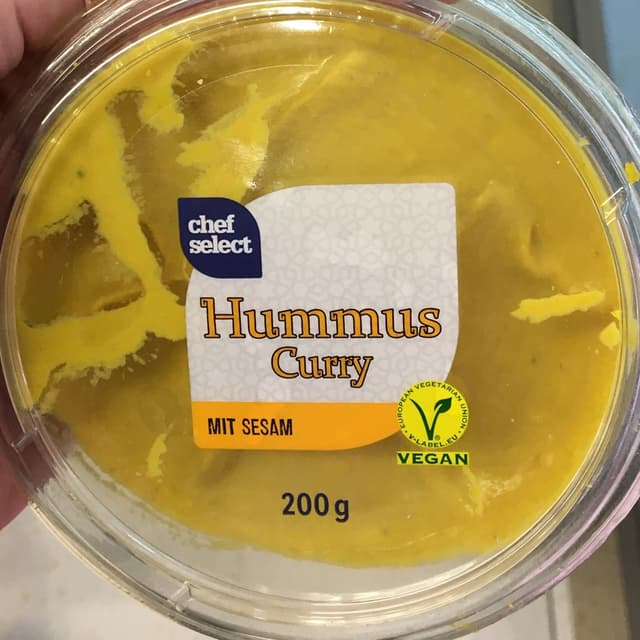 chef
select
Hummus
Curry
MIT SESAM
EUROPEAN VEGETARIAN UNION
V-LABEL.EU
VEGAN
200 g